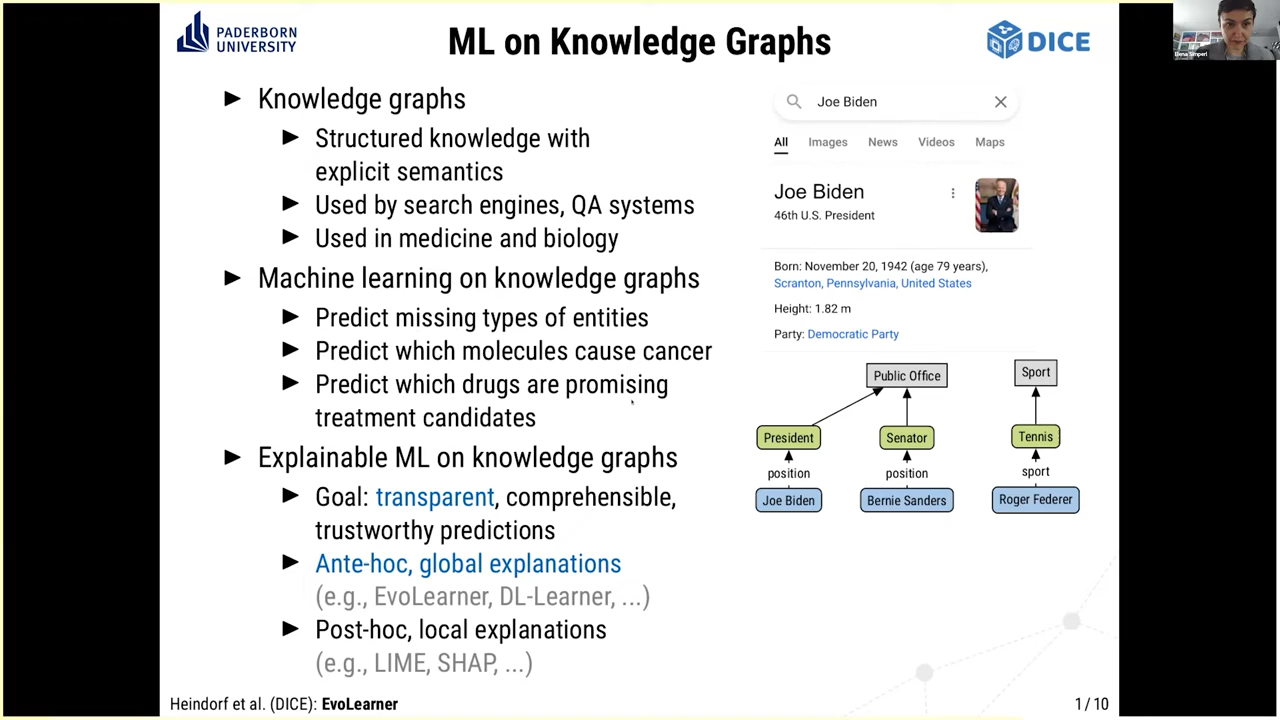 PADERBORN
UNIVERSITY
ML on Knowledge Graphs
DICE
Elena Simperl
Knowledge graphs
Structured knowledge with
explicit semantics
Used by search engines, QA systems
Used in medicine and biology
Machine learning on knowledge graphs
Predict missing types of entities
Predict which molecules cause cancer
Predict which drugs are promising
treatment candidates
Explainable ML on knowledge graphs
Goal: transparent, comprehensible,
trustworthy predictions
Ante-hoc, global explanations
(e.g., EvoLearner, DL-Learner, ...)
Post-hoc, local explanations
(e.g., LIME, SHAP, ...)
Joe Biden
All Images News Videos Maps
Joe Biden
46th U.S. President
Born: November 20, 1942 (age 79 years),
Scranton, Pennsylvania, United States
Height: 1.82 m
Party: Democratic Party
Public Office Sport
President Senator Tennis
position position sport
Joe Biden Bernie Sanders Roger Federer
Heindorf et al. (DICE): EvoLearner
1 / 10